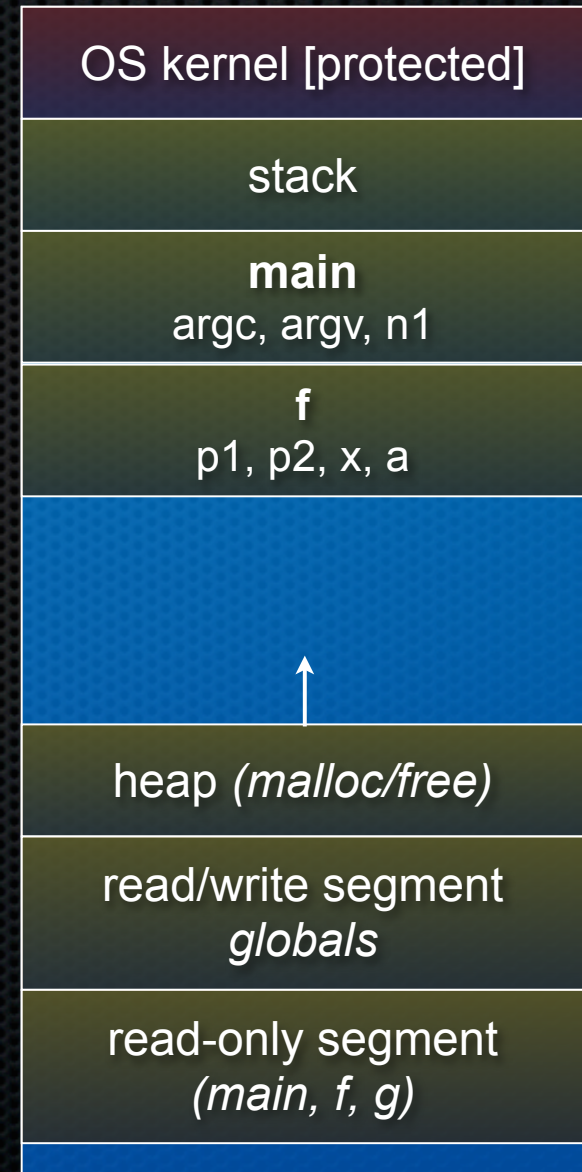 OS kernel [protected]
stack
main
argc, argv, n1
f
p1, p2, x, a
heap (malloc/free)
read/write segment
globals
read-only segment
(main, f, g)